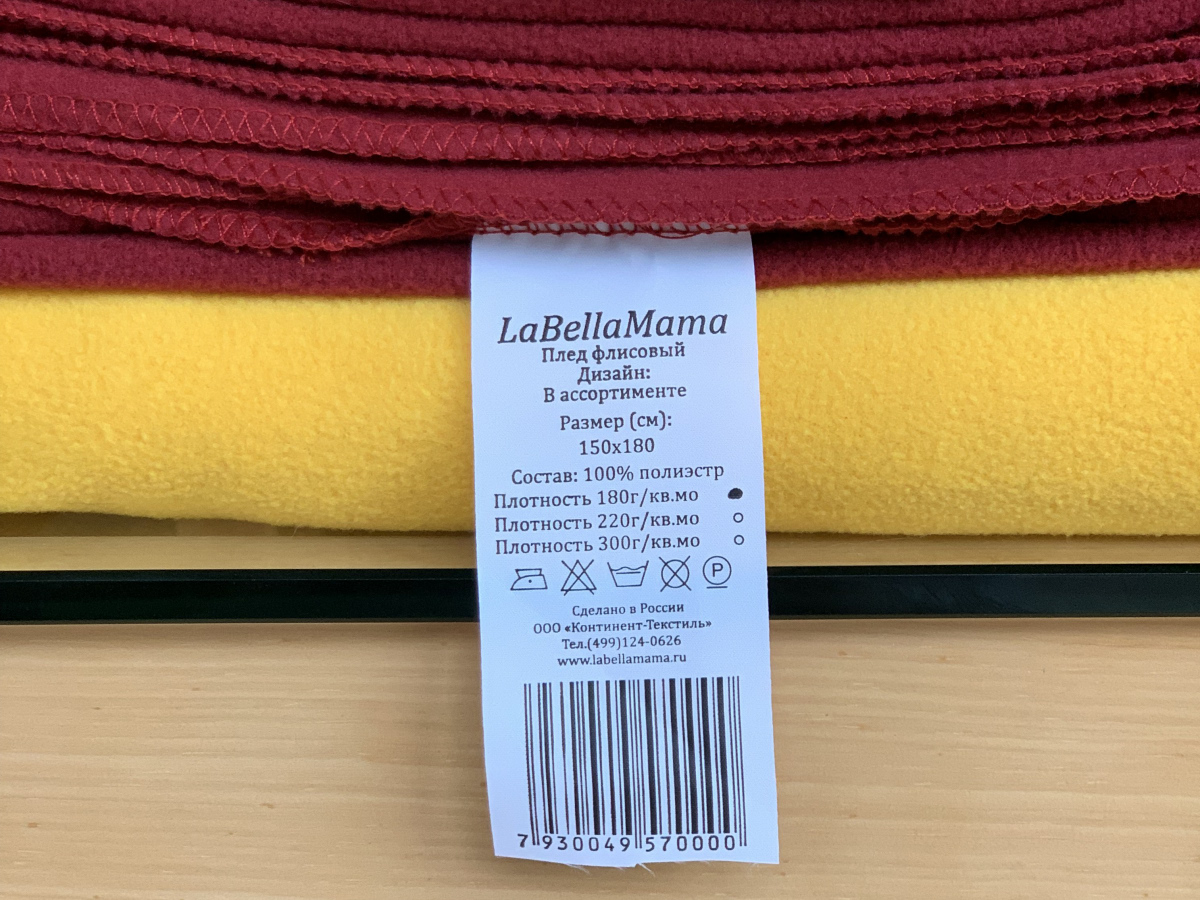 LaBellaMama
Плед флисовый
Дизайн:
В ассортименте
Размер (см):
150x180
Состав: 100% полиэстр
Плотность 180г/кв.мо
Плотность 220г/кв.мо
Плотность 300г/кв.мо
P
Сделано в России
ООО «Континент-Текстиль»
Тел.(499)124-0626
www.labellamama.ru
7 930049 570000